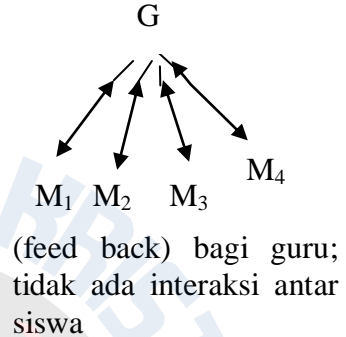 G
M₁ M₂ M₃ M₄
(feed back) bagi guru;
tidak ada interaksi antar
siswa